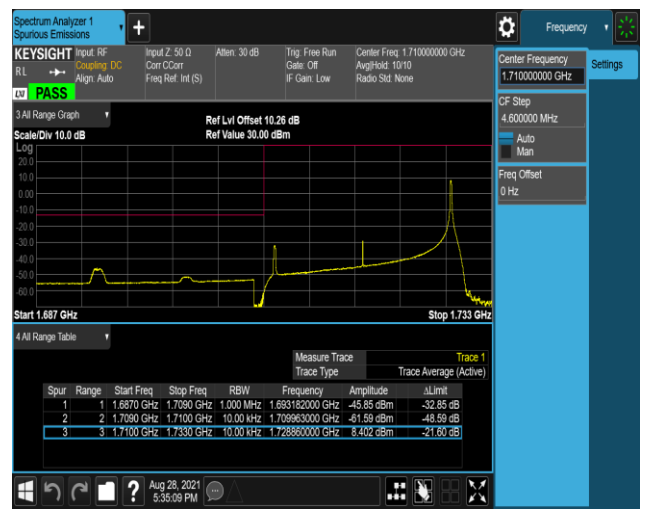 Spectrum Analyzer 1
Spurious Emissions
Frequency
KEYSIGHT Input: RF Input Z: 50 Ω Atten: 30 dB Trig: Free Run Center Freq: 1.710000000 GHz
RL Coupling: DC Corr CCorr Gate: Off Avg|Hold: 10/10
Align: Auto Freq Ref: Int (S) IF Gain: Low Radio Std: None
LXI PASS
Center Frequency
1.710000000 GHz
Settings
CF Step
4.600000 MHz
Auto
Man
Freq Offset
0 Hz
3 All Range Graph
Ref Lvl Offset 10.26 dB
Scale/Div 10.0 dB Ref Value 30.00 dBm
Log
20.0
10.0
0.00
-10.0
-20.0
-30.0
-40.0
-50.0
-60.0
Start 1.687 GHz Stop 1.733 GHz
4 All Range Table
Measure Trace Trace 1
Trace Type Trace Average (Active)
Spur Range Start Freq Stop Freq RBW Frequency Amplitude ΔLimit
1 1 1.6870 GHz 1.7090 GHz 1.000 MHz 1.693182000 GHz -45.85 dBm -32.85 dB
2 2 1.7090 GHz 1.7100 GHz 10.00 kHz 1.709963000 GHz -61.59 dBm -48.59 dB
3 3 1.7100 GHz 1.7330 GHz 10.00 kHz 1.728860000 GHz 8.402 dBm -21.60 dB
Aug 28, 2021
5:35:09 PM